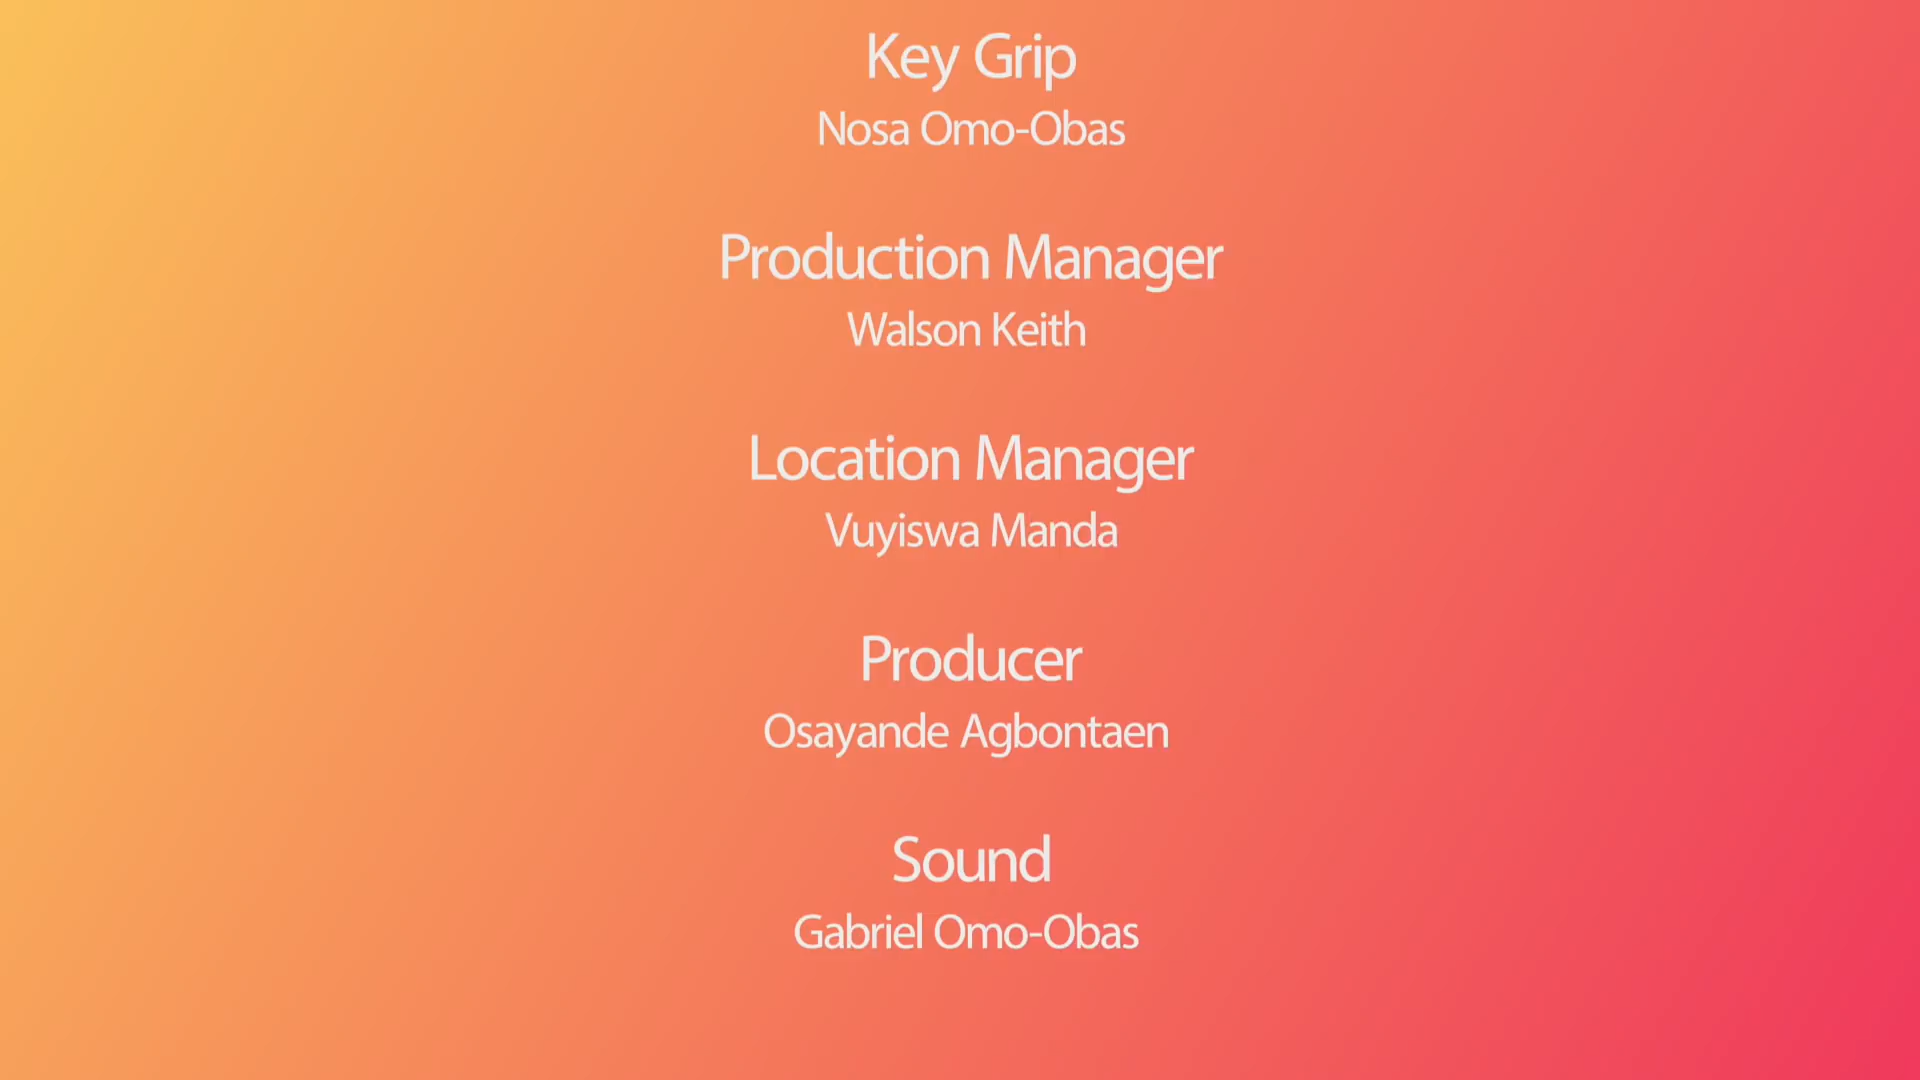 Key Grip
Nosa Omo-Obas
Production Manager
Walson Keith
Location Manager
Vuyiswa Manda
Producer
Osayande Agbontaen
Sound
Gabriel Omo-Obas